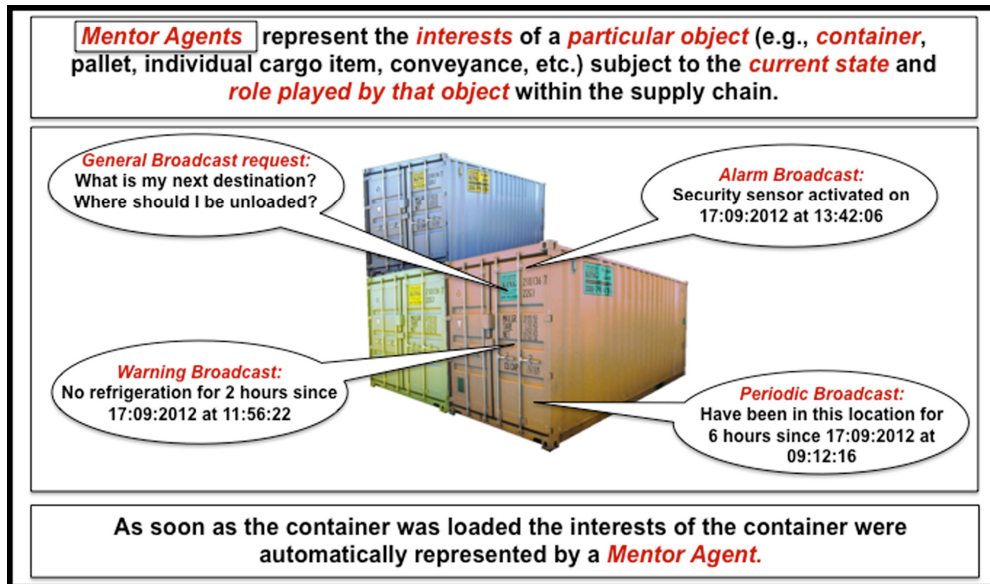 Mentor Agents represent the interests of a particular object (e.g., container,
pallet, individual cargo item, conveyance, etc.) subject to the current state and
role played by that object within the supply chain.
General Broadcast request:
What is my next destination?
Where should I be unloaded?
Alarm Broadcast:
Security sensor activated on
17:09:2012 at 13:42:06
Warning Broadcast:
No refrigeration for 2 hours since
17:09:2012 at 11:56:22
Periodic Broadcast:
Have been in this location for
6 hours since 17:09:2012 at
09:12:16
As soon as the container was loaded the interests of the container were
automatically represented by a Mentor Agent.